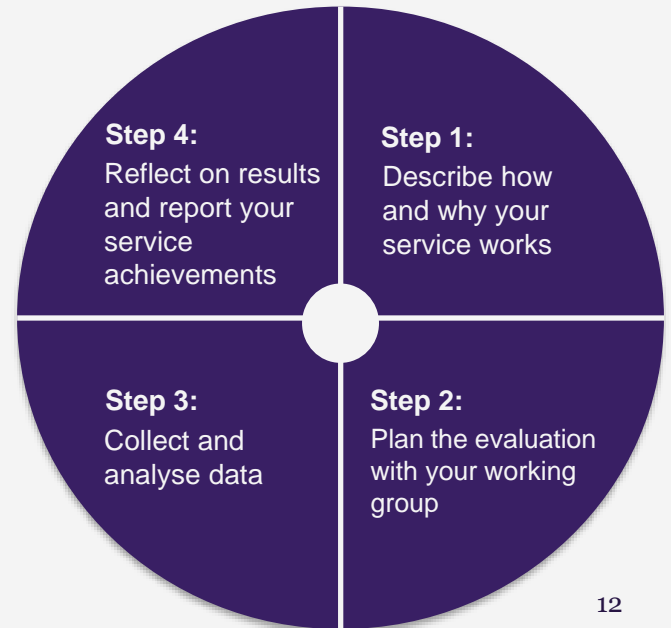 Step 1:
Describe how
and why your
service works
Step 2:
Plan the evaluation
with your working
group
Step 3:
Collect and
analyse data
Step 4:
Reflect on results
and report your
service
achievements
12